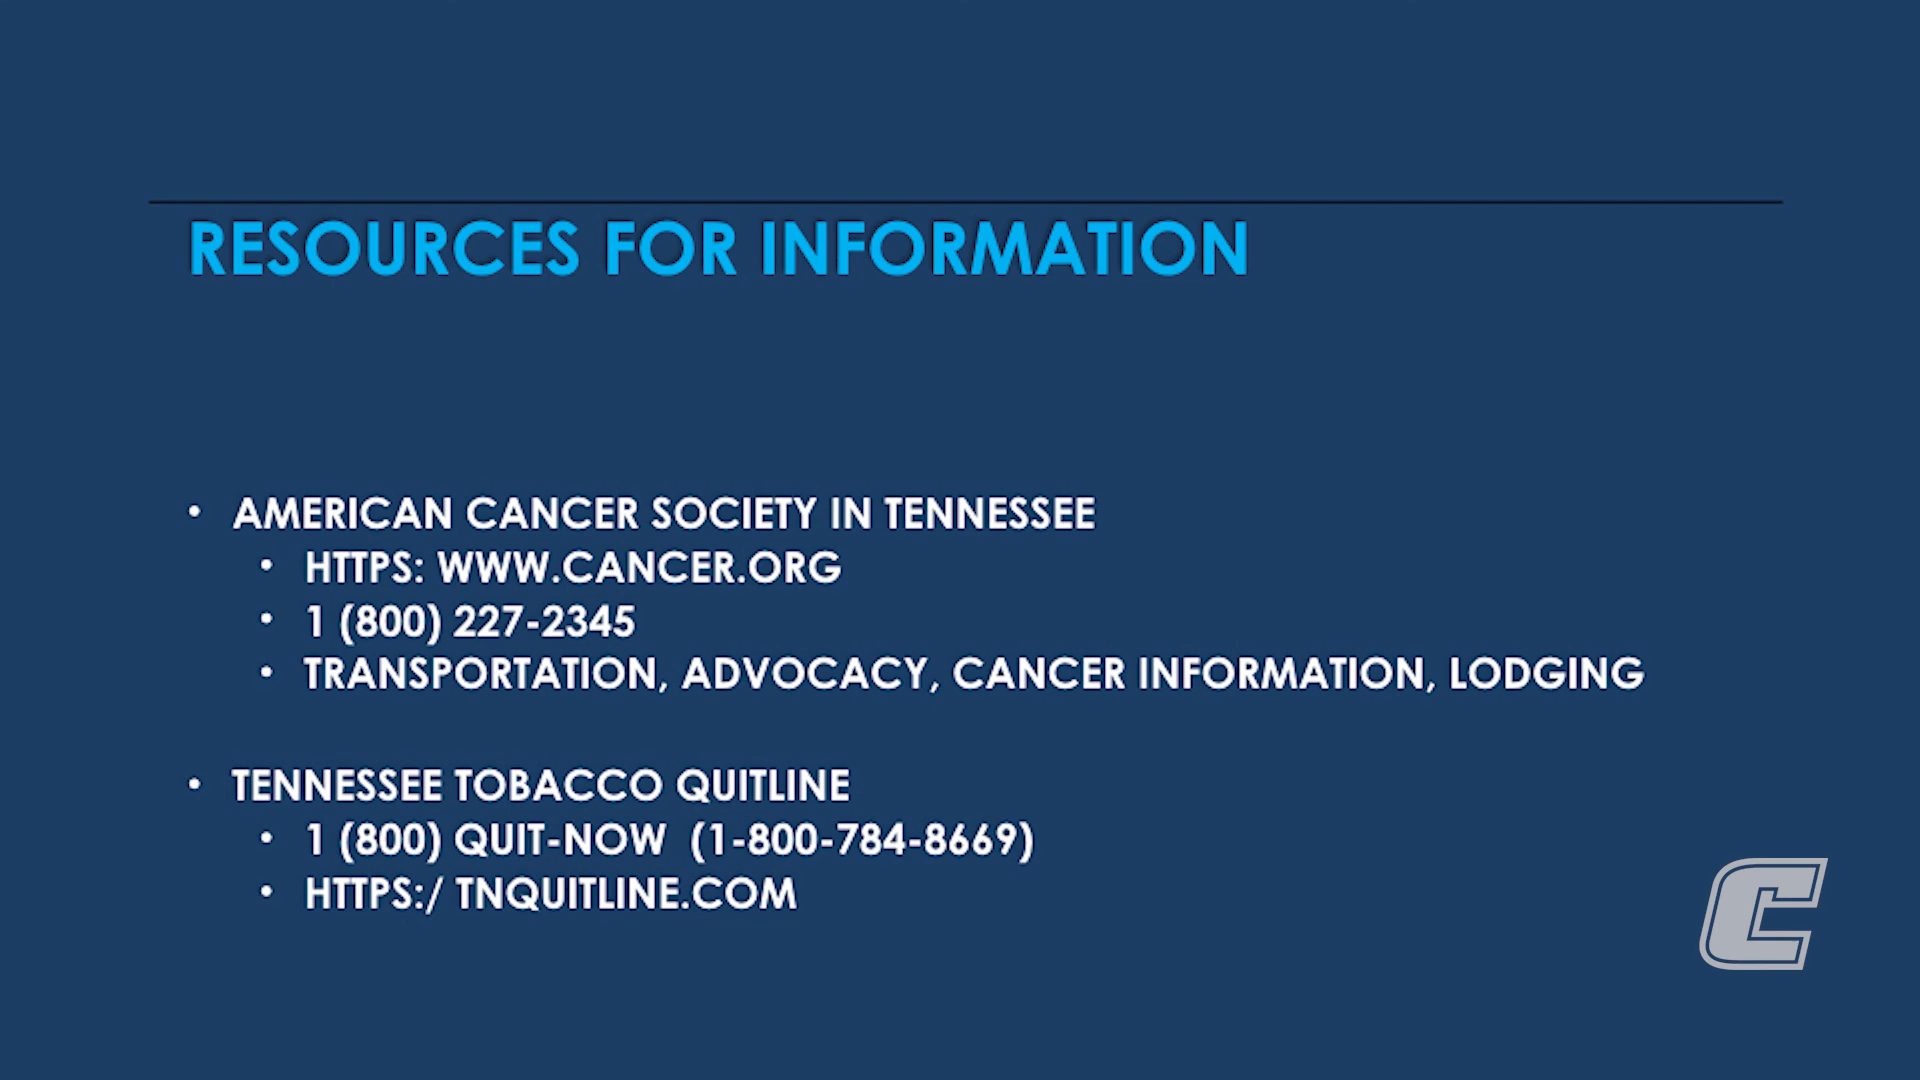 RESOURCES FOR INFORMATION
• AMERICAN CANCER SOCIETY IN TENNESSEE
• HTTPS: WWW.CANCER.ORG
• 1 (800) 227-2345
• TRANSPORTATION, ADVOCACY, CANCER INFORMATION, LODGING
• TENNESSEE TOBACCO QUITLINE
• 1 (800) QUIT-NOW (1-800-784-8669)
• HTTPS:/ TNQUITLINE.COM
C